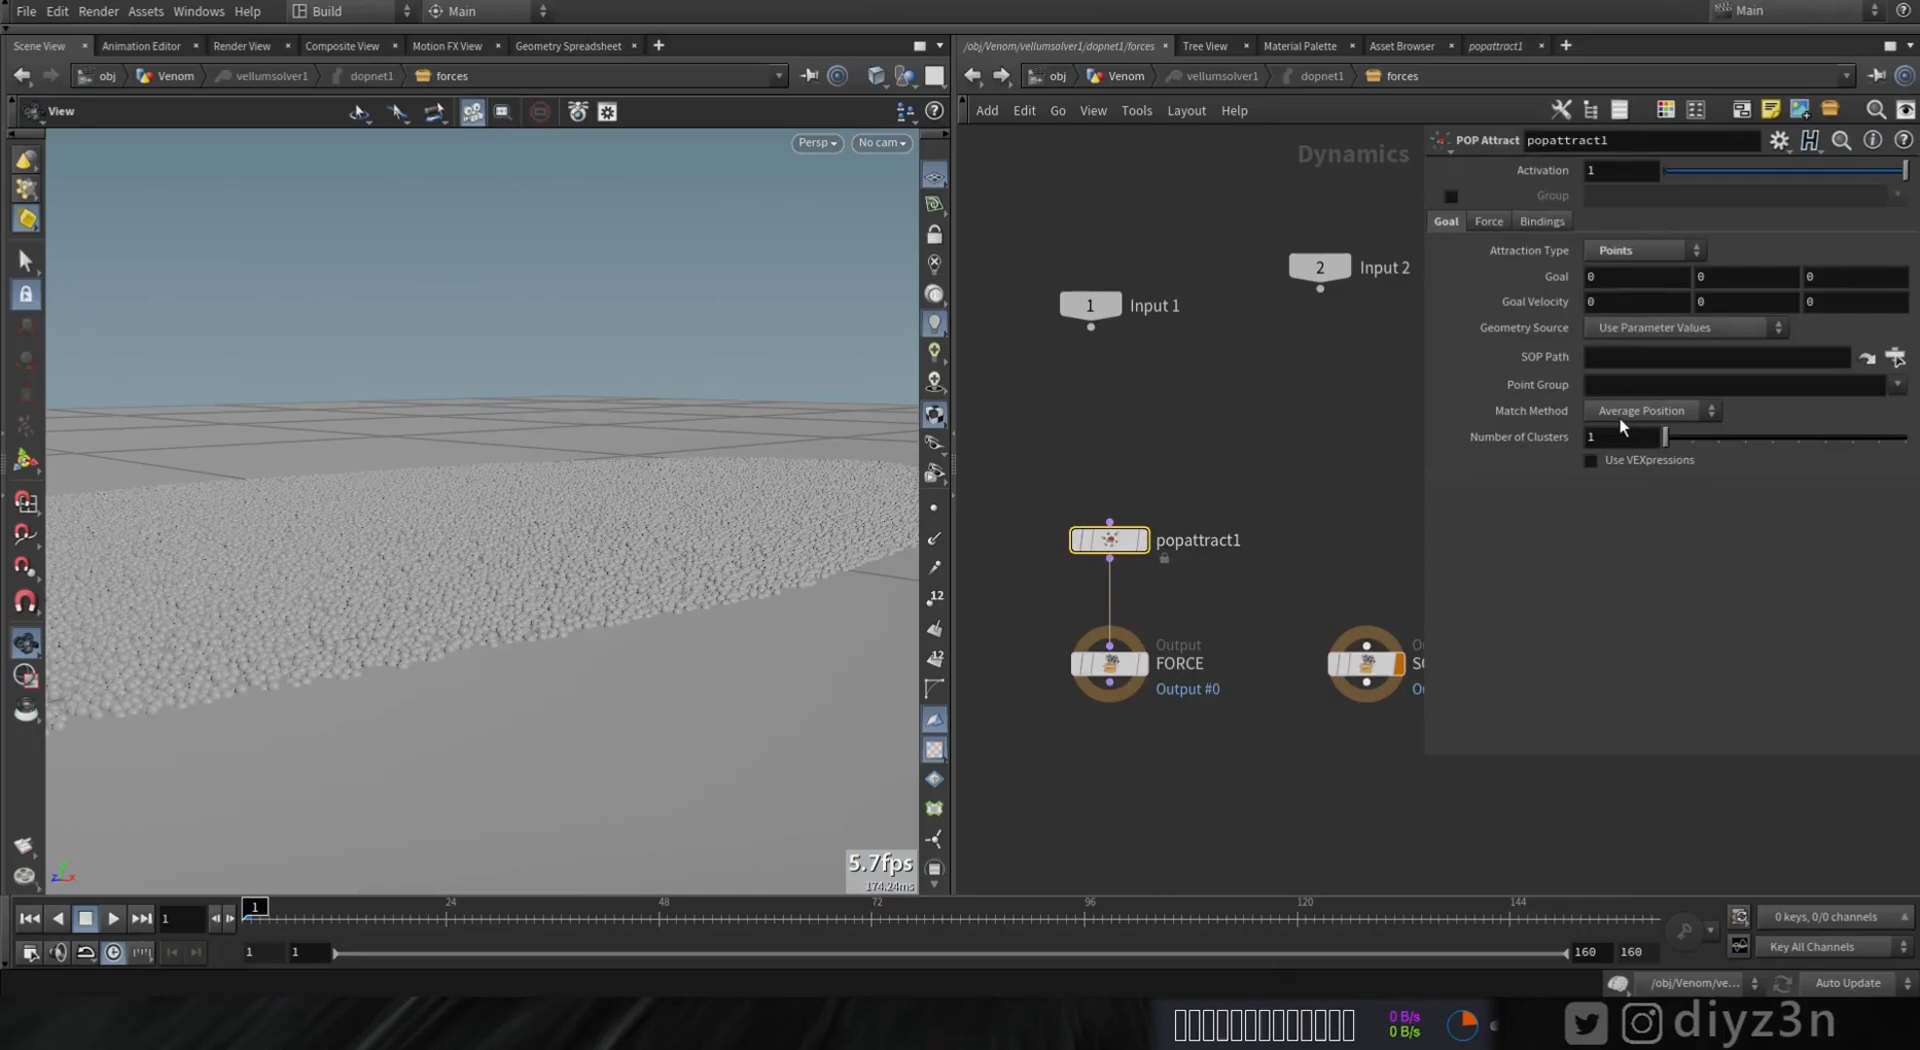 File Edit Render Assets Windows Help Build Main Main
Scene View Animation Editor Render View Composite View Motion FX View Geometry Spreadsheet
/obj/Venom/vellumsolver1/dopnet1/forces Tree View Material Palette Asset Browser popattract1
obj Venom vellumsolver1 dopnet1 forces
obj Venom vellumsolver1 dopnet1 forces
View
Add Edit Go View Tools Layout Help
Persp No cam
Dynamics
POP Attract popattract1
Activation 1
Group
Goal Force Bindings
Attraction Type Points
Goal 0 0 0
Goal Velocity 0 0 0
Geometry Source Use Parameter Values
SOP Path
Point Group
Match Method Average Position
Number of Clusters 1
Use VEXpressions
2 Input 2
1 Input 1
popattract1
Output
FORCE
Output #0
12
12
5.7fps
174.24ms
1 1 24 48 72 96 120 144
0 keys, 0/0 channels
1 1 160 160
Key All Channels
/obj/Venom/ve... Auto Update
0 B/s
0 B/s
diyz3n